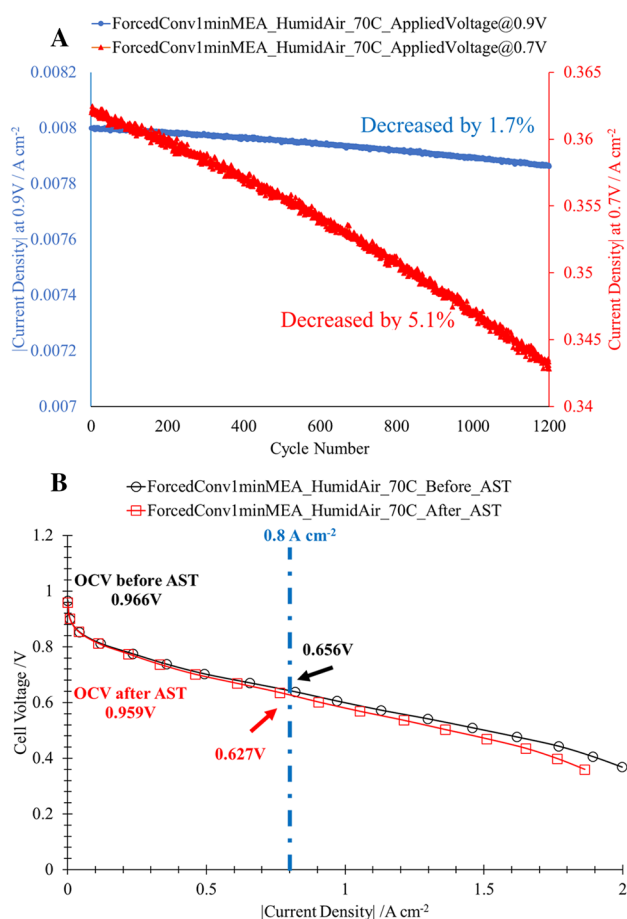 A
ForcedConv1minMEA_HumidAir_70C_AppliedVoltage@0.9V
ForcedConv1minMEA_HumidAir_70C_AppliedVoltage@0.7V
0.0082
0.008
0.0078
0.0076
0.0074
0.0072
0.007
|Current Density| at 0.9V / A cm-2
Decreased by 1.7%
Decreased by 5.1%
0.365
0.36
0.355
0.35
0.345
0.34
Current Density| at 0.7V / A cm-2
0 200 400 600 800 1000 1200
Cycle Number
B
ForcedConv1minMEA_HumidAir_70C_Before_AST
ForcedConv1minMEA_HumidAir_70C_After_AST
0.8 A cm-2
1.2
1
0.8
0.6
0.4
0.2
0
Cell Voltage /V
OCV before AST
0.966V
0.656V
OCV after AST
0.959V
0.627V
0 0.5 1 1.5 2
|Current Density| /A cm-2